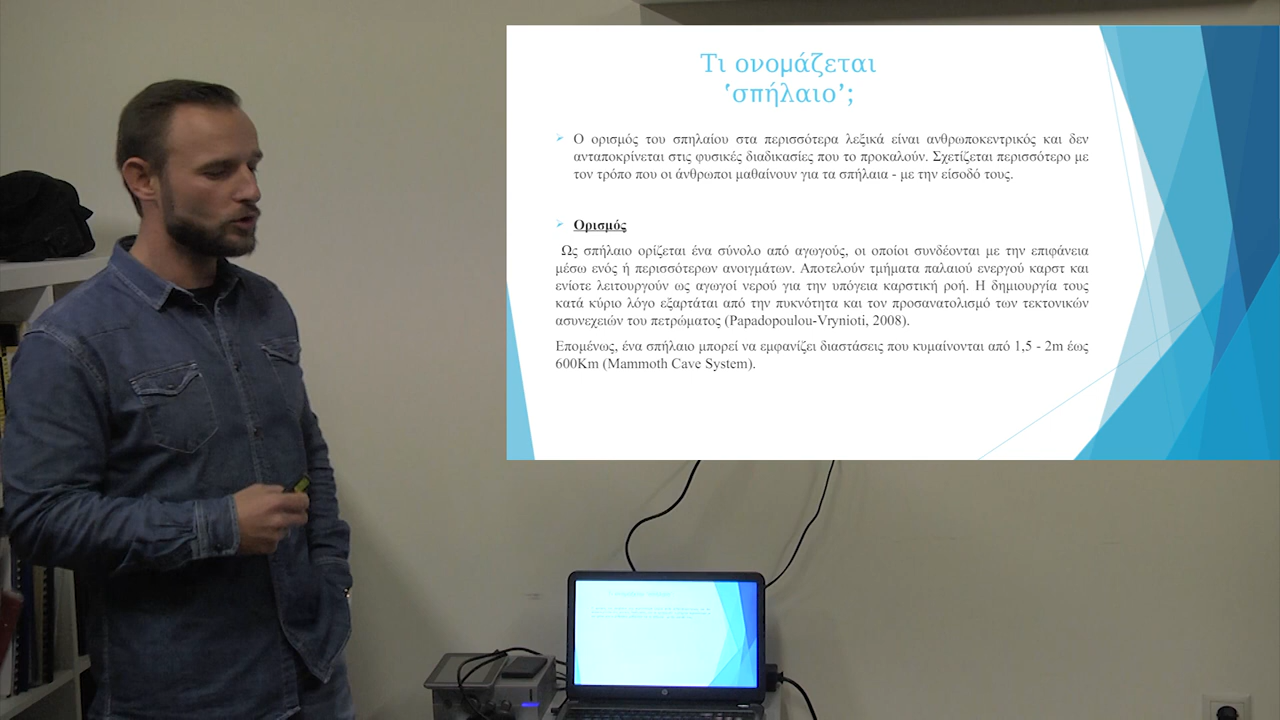 Τι ονομάζεται
‘σπήλαιο’;
Ο ορισμός του σπηλαίου στα περισσότερα λεξικά είναι ανθρωποκεντρικός και δεν
ανταποκρίνεται στις φυσικές διαδικασίες που το προκαλούν. Σχετίζεται περισσότερο με
τον τρόπο που οι άνθρωποι μαθαίνουν για τα σπήλαια - με την είσοδό τους.
Ορισμός
Ως σπήλαιο ορίζεται ένα σύνολο από αγωγούς, οι οποίοι συνδέονται με την επιφάνεια
μέσω ενός ή περισσότερων ανοιγμάτων. Αποτελούν τμήματα παλαιού ενεργού καρστ και
ενίοτε λειτουργούν ως αγωγοί νερού για την υπόγεια καρστική ροή. Η δημιουργία τους
κατά κύριο λόγο εξαρτάται από την πυκνότητα και τον προσανατολισμό των τεκτονικών
ασυνεχειών του πετρώματος (Papadopoulou-Vrynioti, 2008).
Επομένως, ένα σπήλαιο μπορεί να εμφανίζει διαστάσεις που κυμαίνονται από 1,5 - 2m έως
600Km (Mammoth Cave System).